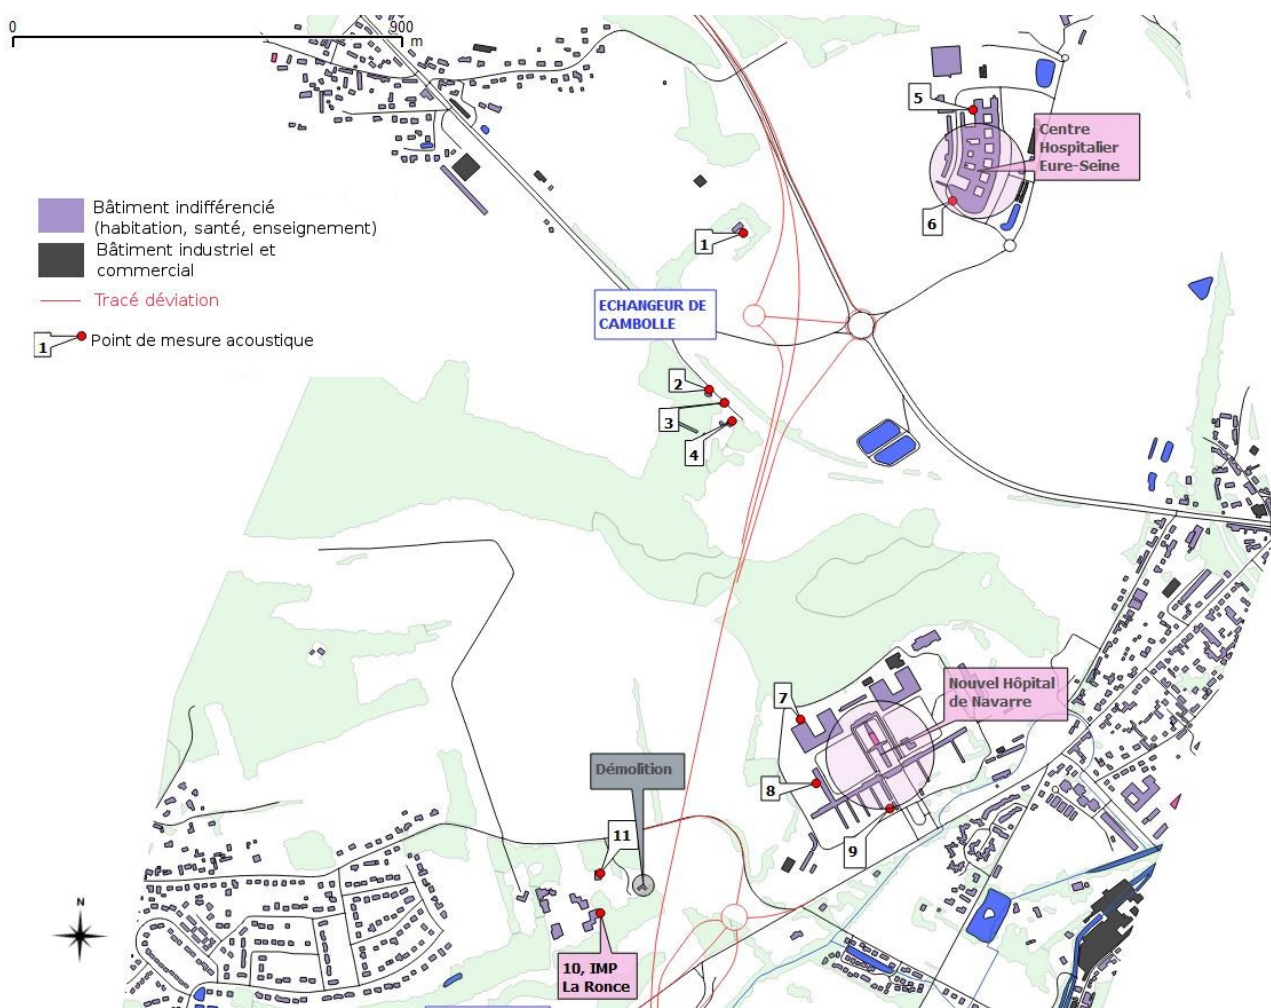 0
900
m
5
Centre
Hospitalier
Eure-Seine
Bâtiment indifférencié
(habitation, santé, enseignement)
Bâtiment industriel et
commercial
6
1
Tracé déviation
ECHANGEUR DE
CAMBOLLE
1
Point de mesure acoustique
2
3
4
Nouvel Hôpital
de Navarre
7
Démolition
8
11
9
N
10, IMP
La Ronce